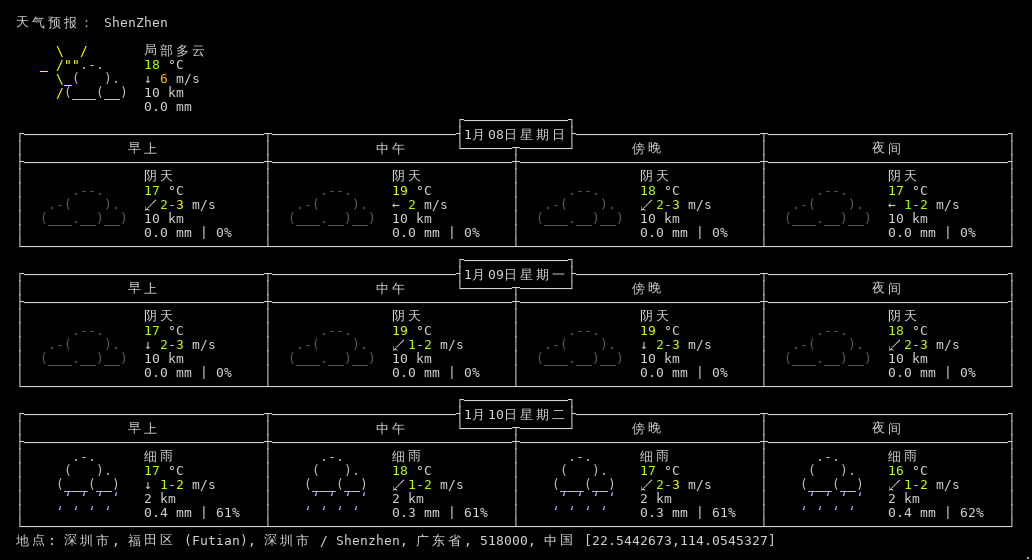 天气预报： ShenZhen
局部多云
18 °C
↓ 6 m/s
10 km
0.0 mm
1月08日星期日
早上 中午 傍晚 夜间
阴天 阴天 阴天 阴天
17 °C 19 °C 18 °C 17 °C
↙ 2-3 m/s ← 2 m/s ↙ 2-3 m/s ← 1-2 m/s
10 km 10 km 10 km 10 km
0.0 mm | 0% 0.0 mm | 0% 0.0 mm | 0% 0.0 mm | 0%
1月09日星期一
早上 中午 傍晚 夜间
阴天 阴天 阴天 阴天
17 °C 19 °C 19 °C 18 °C
↓ 2-3 m/s ↙ 1-2 m/s ↓ 2-3 m/s ↙ 2-3 m/s
10 km 10 km 10 km 10 km
0.0 mm | 0% 0.0 mm | 0% 0.0 mm | 0% 0.0 mm | 0%
1月10日星期二
早上 中午 傍晚 夜间
细雨 细雨 细雨 细雨
17 °C 18 °C 17 °C 16 °C
↓ 1-2 m/s ↙ 1-2 m/s ↙ 2-3 m/s ↙ 1-2 m/s
2 km 2 km 2 km 2 km
0.4 mm | 61% 0.3 mm | 61% 0.3 mm | 61% 0.4 mm | 62%
地点: 深圳市, 福田区 (Futian), 深圳市 / Shenzhen, 广东省, 518000, 中国 [22.5442673,114.0545327]